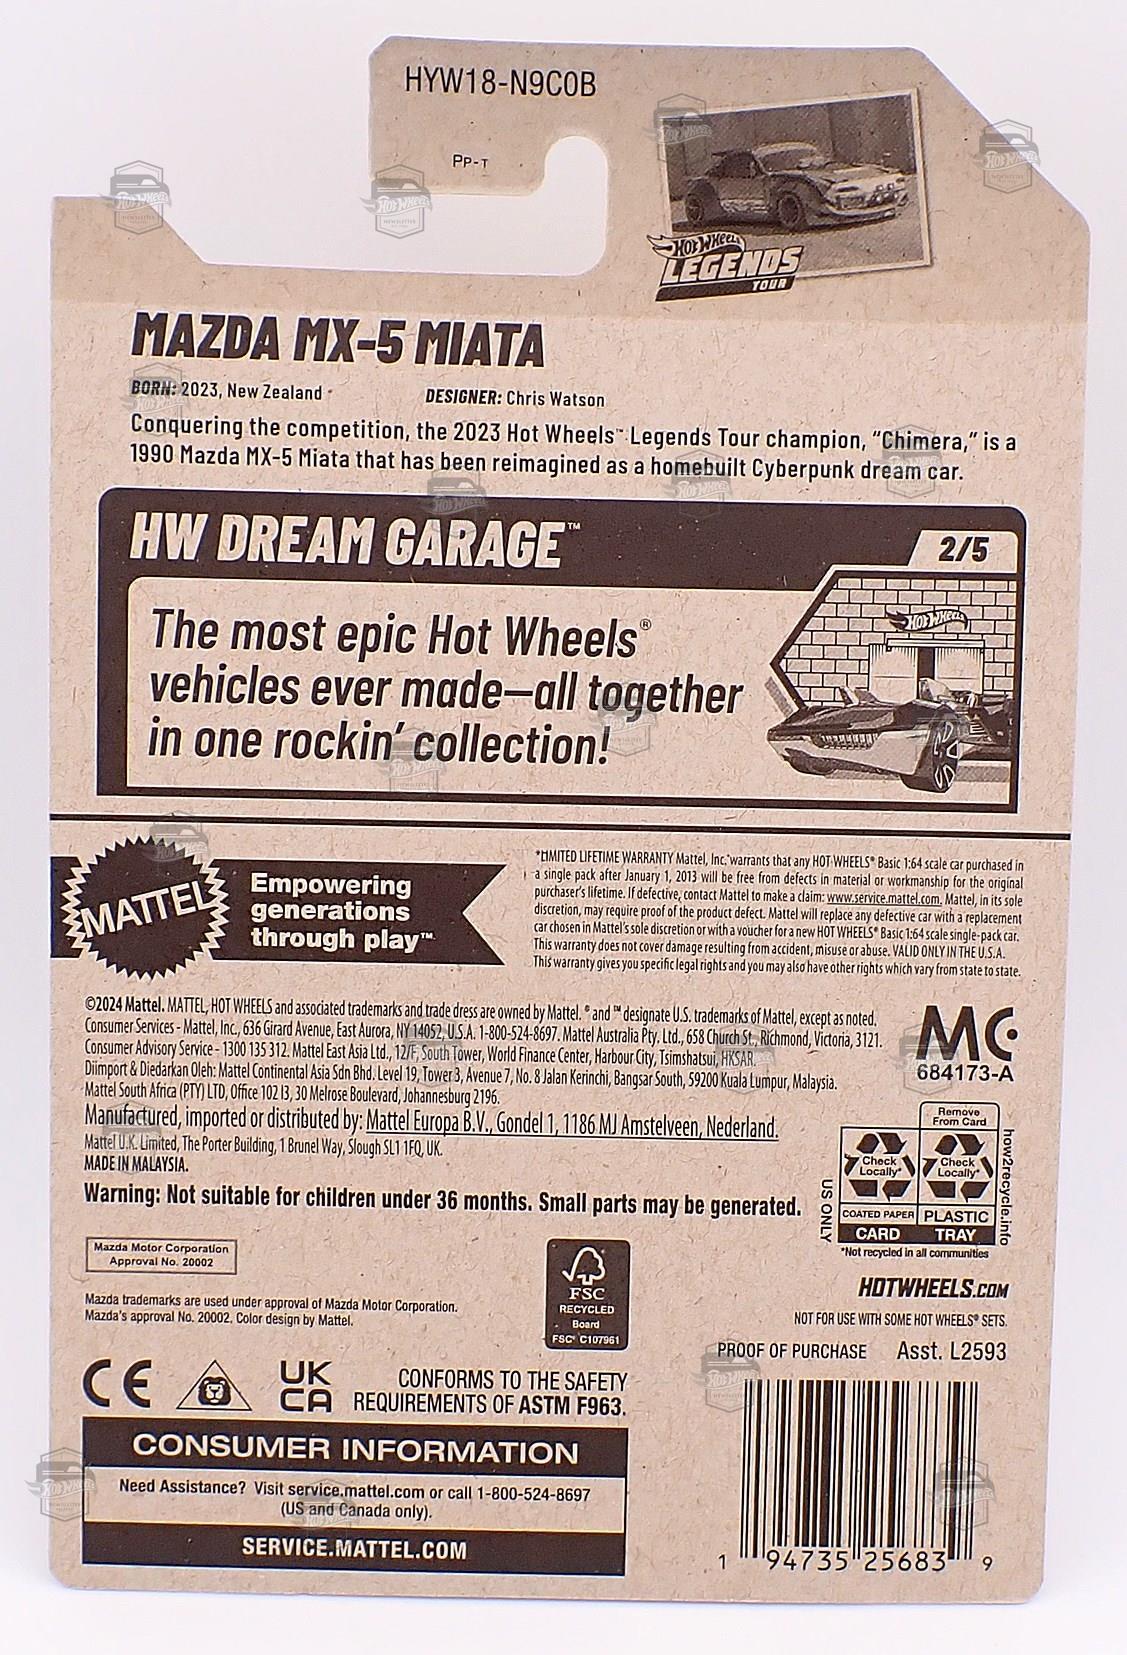 HYW18-N9C0B
Pp-T
HOT WHEELS
LEGENDS
TOUR
MAZDA MX-5 MIATA
BORN: 2023, New Zealand
DESIGNER: Chris Watson
Conquering the competition, the 2023 Hot Wheels™ Legends Tour champion, “Chimera,” is a
1990 Mazda MX-5 Miata that has been reimagined as a homebuilt Cyberpunk dream car.
HW DREAM GARAGE™
2/5
The most epic Hot Wheels®
vehicles ever made—all together
in one rockin’ collection!
HOT WHEELS
MATTEL
Empowering
generations
through play™
*LIMITED LIFETIME WARRANTY Mattel, Inc. warrants that any HOT WHEELS® Basic 1:64 scale car purchased in
a single pack after January 1, 2013 will be free from defects in material or workmanship for the original
purchaser's lifetime. If defective, contact Mattel to make a claim: www.service.mattel.com. Mattel, in its sole
discretion, may require proof of the product defect. Mattel will replace any defective car with a replacement
car chosen in Mattel's sole discretion or with a voucher for a new HOT WHEELS® Basic 1:64 scale single-pack car.
This warranty does not cover damage resulting from accident, misuse or abuse. VALID ONLY IN THE U.S.A.
This warranty gives you specific legal rights and you may also have other rights which vary from state to state.
©2024 Mattel. MATTEL, HOT WHEELS and associated trademarks and trade dress are owned by Mattel. ® and ™ designate U.S. trademarks of Mattel, except as noted.
Consumer Services - Mattel, Inc., 636 Girard Avenue, East Aurora, NY 14052, U.S.A. 1-800-524-8697. Mattel Australia Pty. Ltd., 658 Church St., Richmond, Victoria, 3121.
Consumer Advisory Service - 1300 135 312. Mattel East Asia Ltd., 12/F, South Tower, World Finance Center, Harbour City, Tsimshatsui, HKSAR.
Diimport & Diedarkan Oleh: Mattel Continental Asia Sdn Bhd. Level 19, Tower 3, Avenue 7, No. 8 Jalan Kerinchi, Bangsar South, 59200 Kuala Lumpur, Malaysia.
Mattel South Africa (PTY) LTD, Office 102 I3, 30 Melrose Boulevard, Johannesburg 2196.
Manufactured, imported or distributed by: Mattel Europa B.V., Gondel 1, 1186 MJ Amstelveen, Nederland.
Mattel U.K. Limited, The Porter Building, 1 Brunel Way, Slough SL1 1FQ, UK.
MADE IN MALAYSIA.
Warning: Not suitable for children under 36 months. Small parts may be generated.
MC
684173-A
Remove
From Card
Check
Locally*
Check
Locally*
COATED PAPER
PLASTIC
CARD
TRAY
US ONLY
how2recycle.info
*Not recycled in all communities
Mazda Motor Corporation
Approval No. 20002
Mazda trademarks are used under approval of Mazda Motor Corporation.
Mazda's approval No. 20002. Color design by Mattel.
FSC
RECYCLED
Board
FSC® C107961
HOTWHEELS.COM
NOT FOR USE WITH SOME HOT WHEELS® SETS.
PROOF OF PURCHASE
Asst. L2593
CE
UK
CA
CONFORMS TO THE SAFETY
REQUIREMENTS OF ASTM F963.
CONSUMER INFORMATION
Need Assistance? Visit service.mattel.com or call 1-800-524-8697
(US and Canada only).
SERVICE.MATTEL.COM
1 94735 25683 9